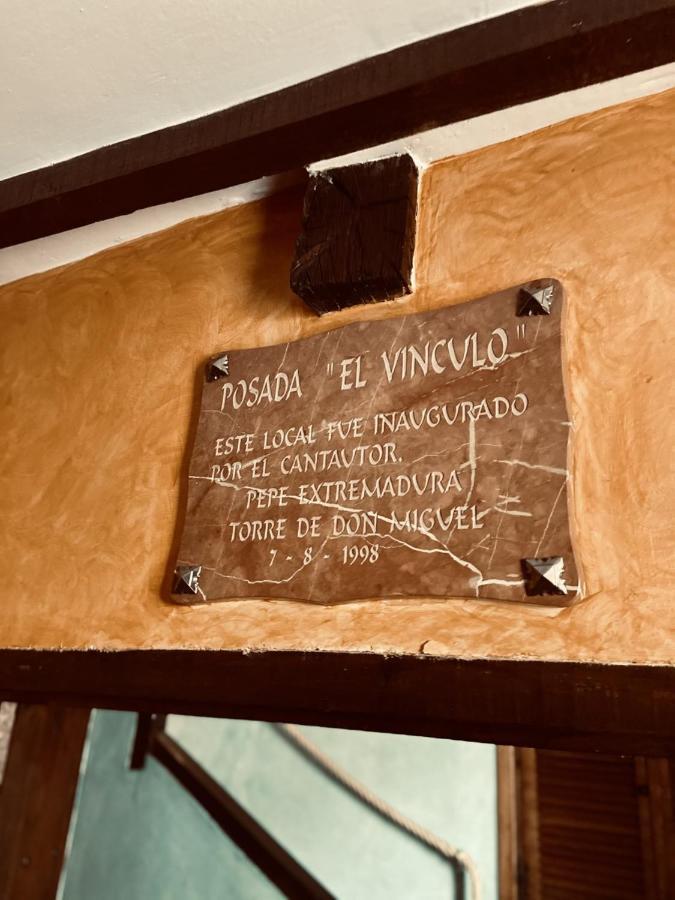 POSADA "EL VINCULO"
ESTE LOCAL FUE INAUGURADO
POR EL CANTAUTOR.
PEPE EXTREMADURA
TORRE DE DON MIGUEL
7 - 8 - 1998